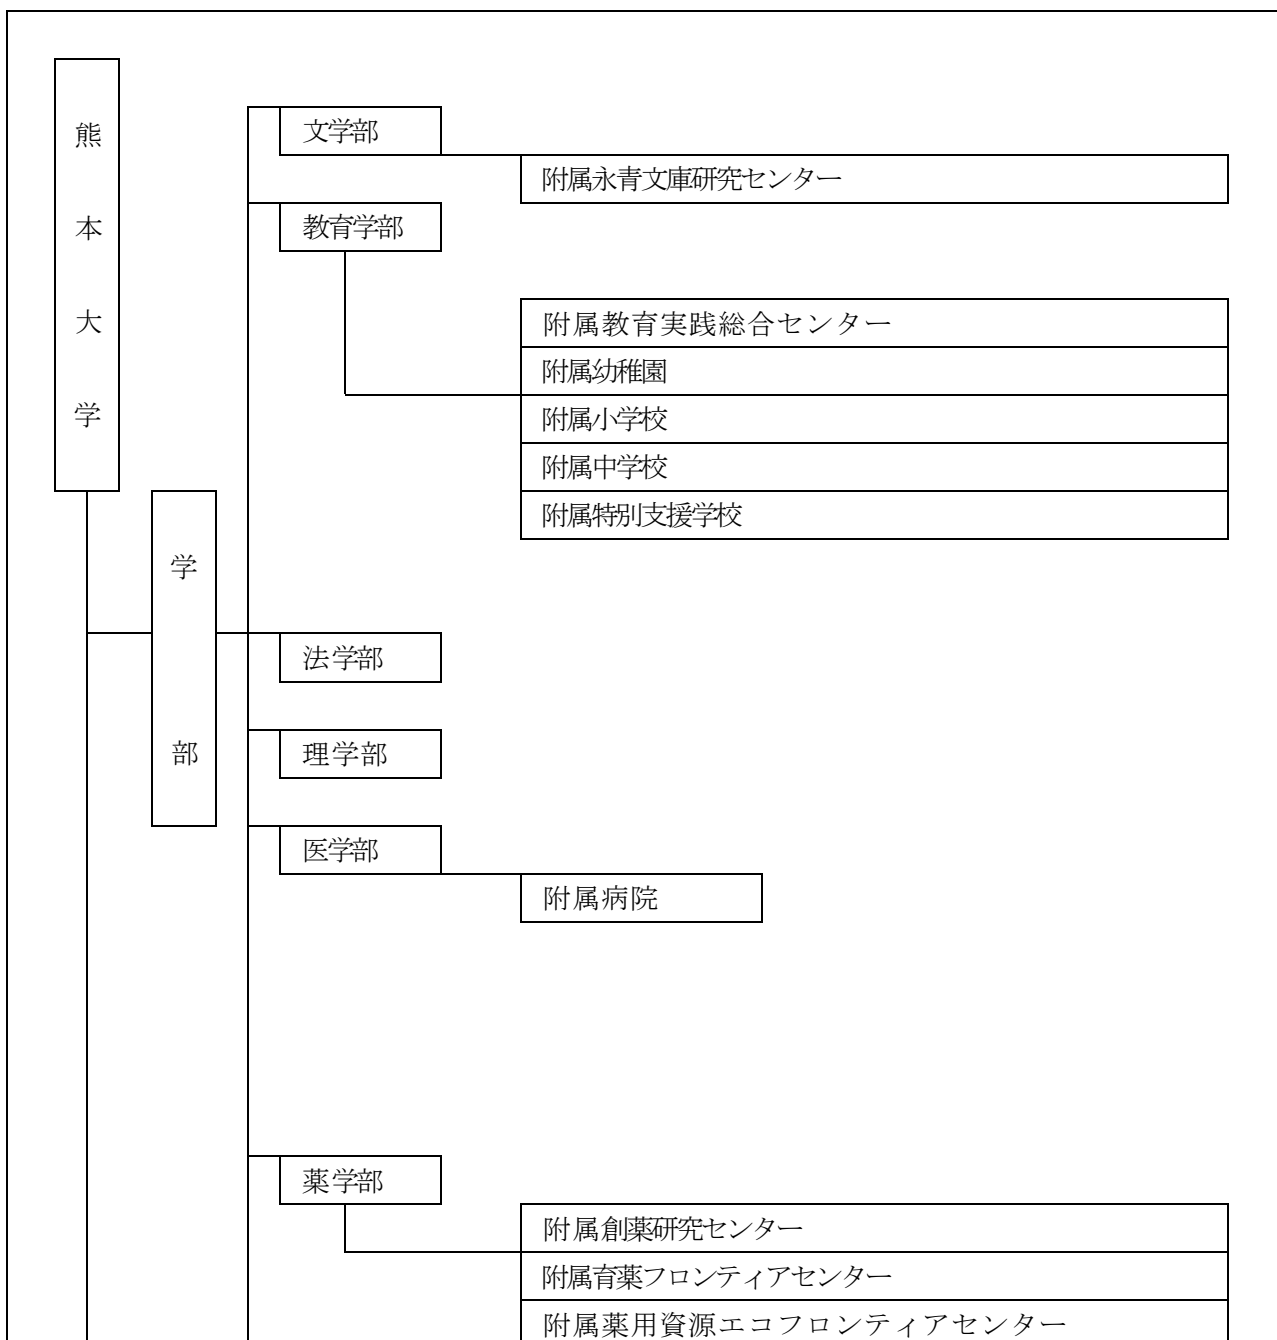 熊本大学
文学部
附属永青文庫研究センター
教育学部
附属教育実践総合センター
附属幼稚園
附属小学校
附属中学校
附属特別支援学校
学部
法学部
理学部
医学部
附属病院
薬学部
附属創薬研究センター
附属育薬フロンティアセンター
附属薬用資源エコフロンティアセンター